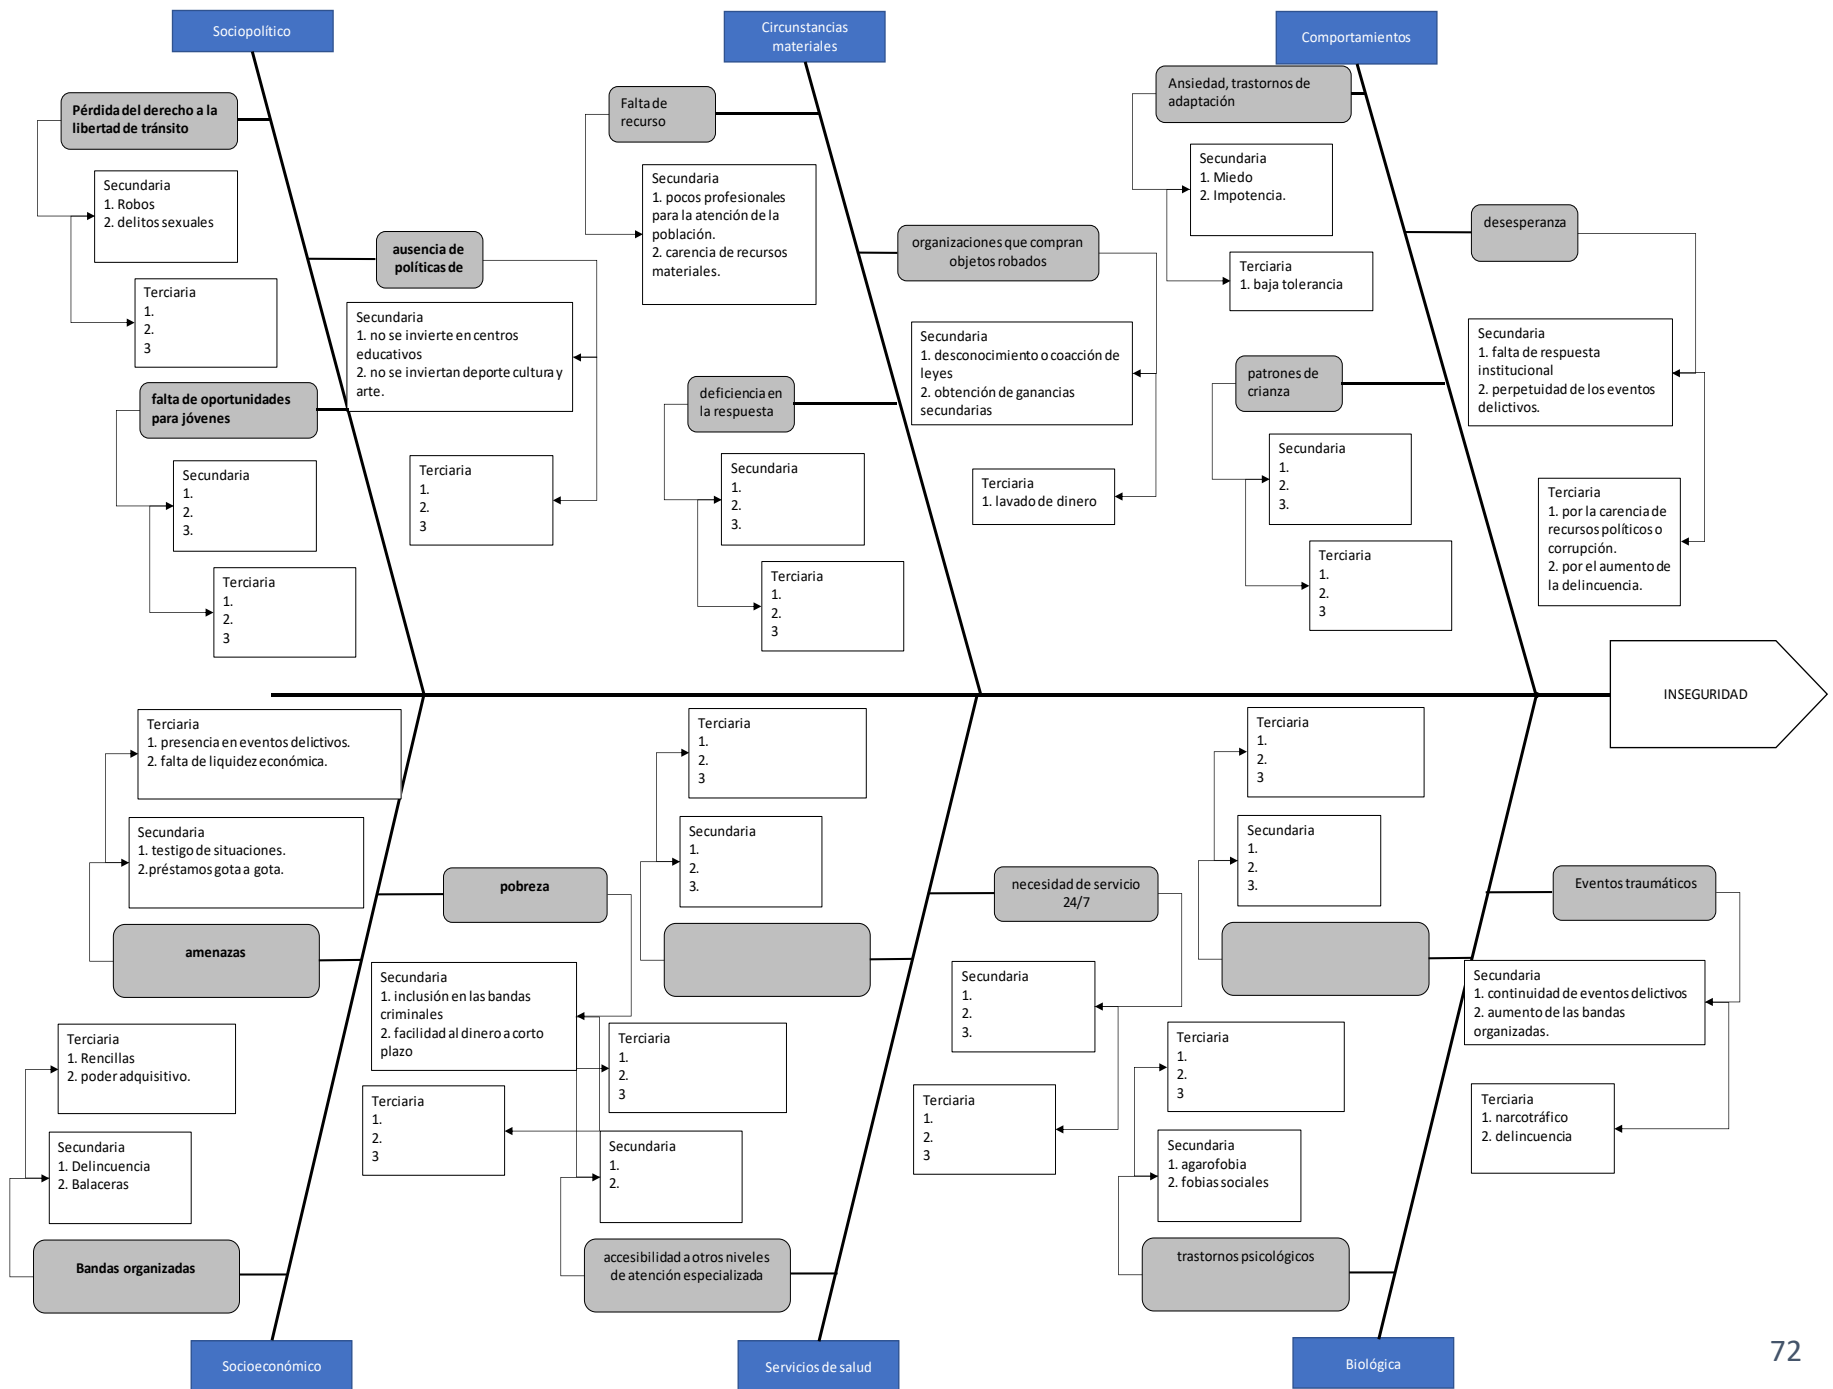 Sociopolítico
Pérdida del derecho a la
libertad de tránsito
Secundaria
1. Robos
2. delitos sexuales
Terciaria
1.
2.
3
ausencia de
políticas de
Secundaria
1. no se invierte en centros
educativos
2. no se inviertan deporte cultura y
arte.
Terciaria
1.
2.
3
falta de oportunidades
para jóvenes
Secundaria
1.
2.
3.
Terciaria
1.
2.
3
Circunstancias
materiales
Falta de
recurso
Secundaria
1. pocos profesionales
para la atención de la
población.
2. carencia de recursos
materiales.
organizaciones que compran
objetos robados
Secundaria
1. desconocimiento o coacción de
leyes
2. obtención de ganancias
secundarias
Terciaria
1. lavado de dinero
deficiencia en
la respuesta
Secundaria
1.
2.
3.
Terciaria
1.
2.
3
Comportamientos
Ansiedad, trastornos de
adaptación
Secundaria
1. Miedo
2. Impotencia.
Terciaria
1. baja tolerancia
desesperanza
Secundaria
1. falta de respuesta
institucional
2. perpetuidad de los eventos
delictivos.
Terciaria
1. por la carencia de
recursos políticos o
corrupción.
2. por el aumento de
la delincuencia.
patrones de
crianza
Secundaria
1.
2.
3.
Terciaria
1.
2.
3
INSEGURIDAD
Terciaria
1. presencia en eventos delictivos.
2. falta de liquidez económica.
Secundaria
1. testigo de situaciones.
2.préstamos gota a gota.
amenazas
pobreza
Secundaria
1. inclusión en las bandas
criminales
2. facilidad al dinero a corto
plazo
Terciaria
1.
2.
3
Terciaria
1. Rencillas
2. poder adquisitivo.
Secundaria
1. Delincuencia
2. Balaceras
Bandas organizadas
Socioeconómico
Terciaria
1.
2.
3
Secundaria
1.
2.
3.
necesidad de servicio
24/7
Secundaria
1.
2.
3.
Terciaria
1.
2.
3
Terciaria
1.
2.
3
Secundaria
1.
2.
accesibilidad a otros niveles
de atención especializada
Servicios de salud
Terciaria
1.
2.
3
Secundaria
1.
2.
3.
Eventos traumáticos
Secundaria
1. continuidad de eventos delictivos
2. aumento de las bandas
organizadas.
Terciaria
1. narcotráfico
2. delincuencia
Terciaria
1.
2.
3
Secundaria
1. agarofobia
2. fobias sociales
trastornos psicológicos
Biológica
72